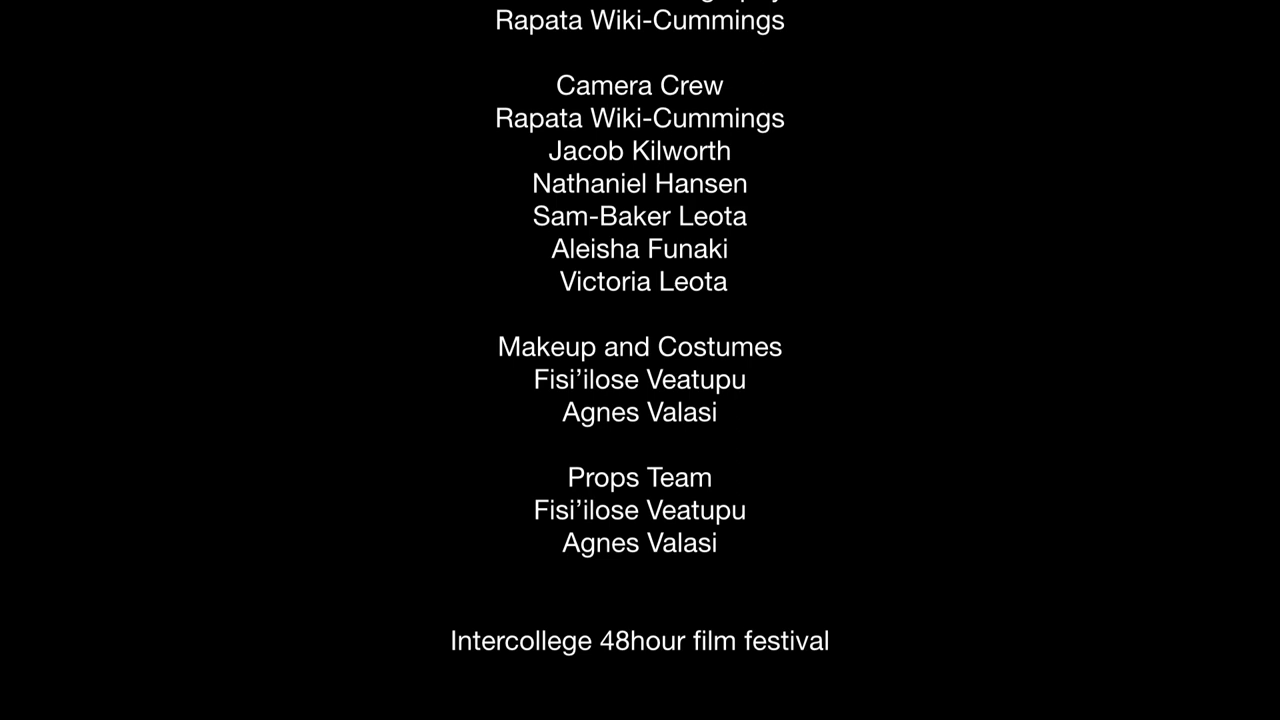 Rapata Wiki-Cummings
Camera Crew
Rapata Wiki-Cummings
Jacob Kilworth
Nathaniel Hansen
Sam-Baker Leota
Aleisha Funaki
Victoria Leota
Makeup and Costumes
Fisi’ilose Veatupu
Agnes Valasi
Props Team
Fisi’ilose Veatupu
Agnes Valasi
Intercollege 48hour film festival